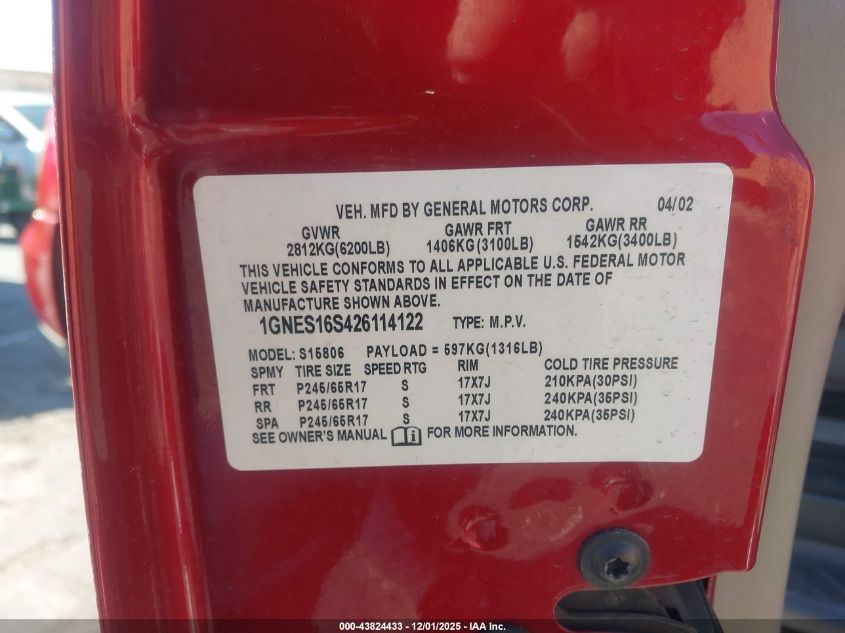 VEH. MFD BY GENERAL MOTORS CORP. 04/02
GVWR GAWR FRT GAWR RR
2812KG(6200LB) 1406KG(3100LB) 1542KG(3400LB)
THIS VEHICLE CONFORMS TO ALL APPLICABLE U.S. FEDERAL MOTOR
VEHICLE SAFETY STANDARDS IN EFFECT ON THE DATE OF
MANUFACTURE SHOWN ABOVE.
1GNES16S426114122 TYPE: M.P.V.
MODEL: S15806 PAYLOAD = 597KG(1316LB)
SPMY TIRE SIZE SPEED RTG RIM COLD TIRE PRESSURE
FRT P245/65R17 S 17X7J 210KPA(30PSI)
RR P245/65R17 S 17X7J 240KPA(35PSI)
SPA P245/65R17 S 17X7J 240KPA(35PSI)
SEE OWNER'S MANUAL i FOR MORE INFORMATION.
000-43824433 - 12/01/2025 - IAA Inc.